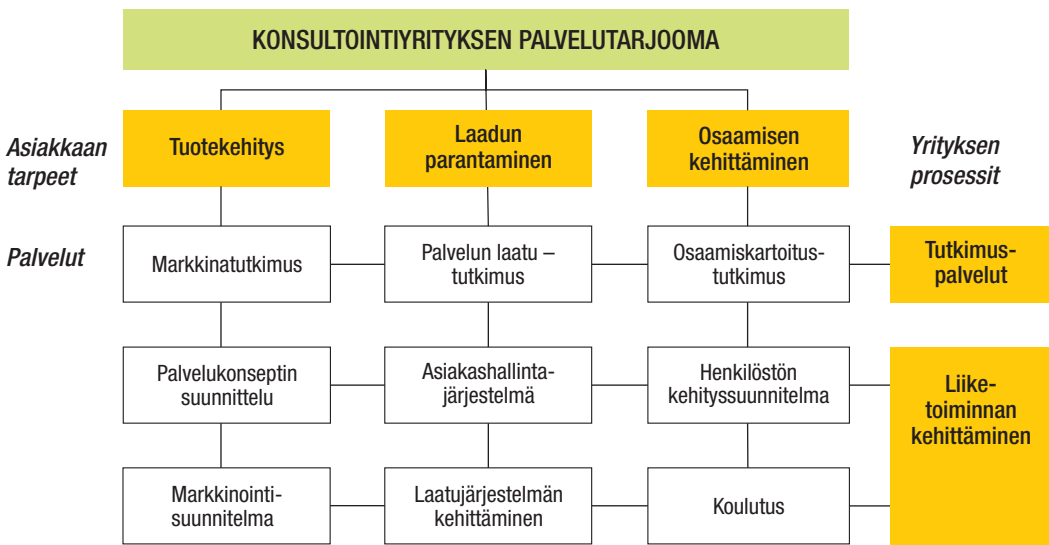 KONSULTOINTIYRITYKSEN PALVELUTARJOOMA
Asiakkaan
tarpeet
Tuotekehitys
Laadun
parantaminen
Osaamisen
kehittäminen
Yrityksen
prosessit
Palvelut
Markkinatutkimus
Palvelun laatu –
tutkimus
Osaamiskartoitus-
tutkimus
Tutkimus-
palvelut
Palvelukonseptin
suunnittelu
Asiakashallinta-
järjestelmä
Henkilöstön
kehityssuunnitelma
Liike-
toiminnan
kehittäminen
Markkinointi-
suunnitelma
Laatujärjestelmän
kehittäminen
Koulutus